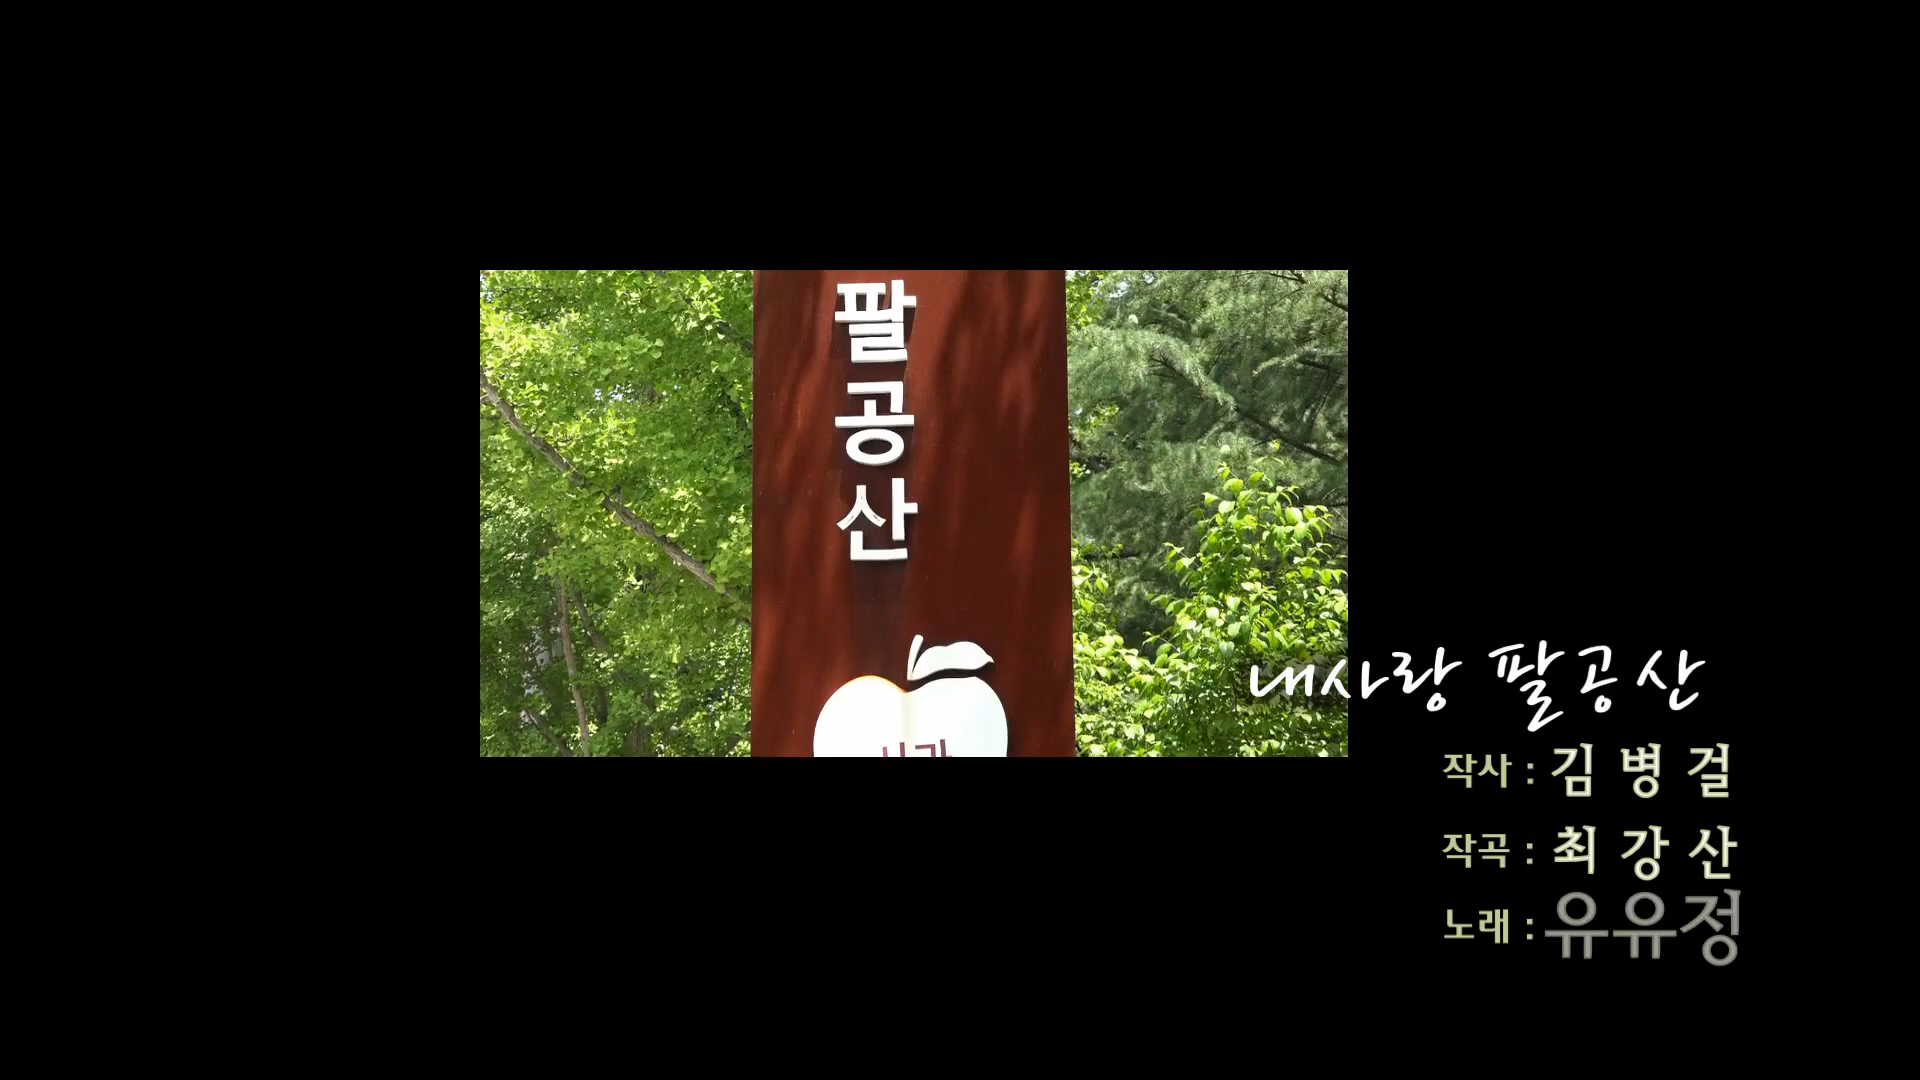 팔공산
내사랑 팔공산
작사 : 김병걸
작곡 : 최강산
노래 : 유유정